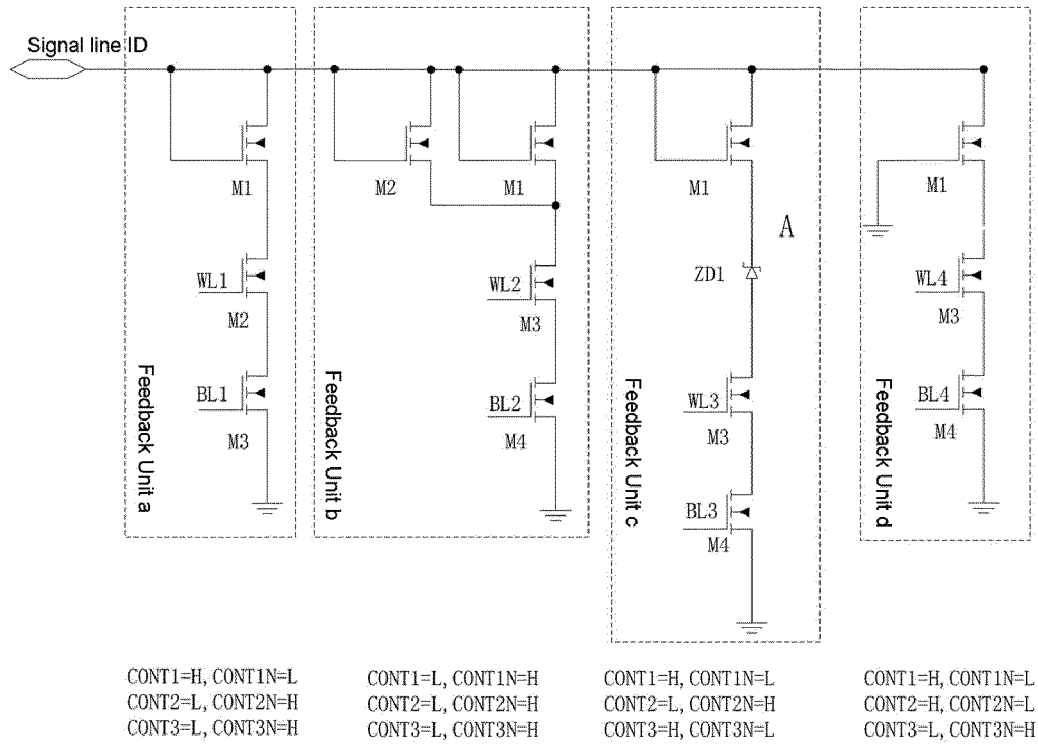 Signal line ID
M1
WL1
M2
BL1
M3
Feedback Unit a
M2
M1
WL2
M3
BL2
M4
Feedback Unit b
M1
A
ZD1
WL3
M3
BL3
M4
Feedback Unit c
M1
WL4
M3
BL4
M4
Feedback Unit d
CONT1=H, CONT1N=L
CONT2=L, CONT2N=H
CONT3=L, CONT3N=H
CONT1=L, CONT1N=H
CONT2=L, CONT2N=H
CONT3=L, CONT3N=H
CONT1=H, CONT1N=L
CONT2=L, CONT2N=H
CONT3=H, CONT3N=L
CONT1=H, CONT1N=L
CONT2=H, CONT2N=L
CONT3=L, CONT3N=H